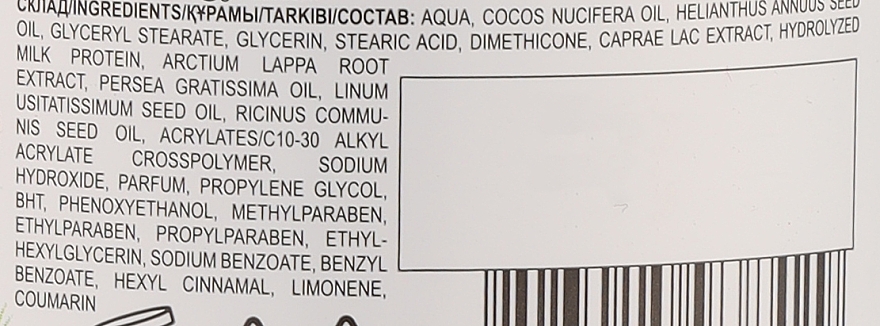 СКЛАД/INGREDIENTS/ҚҰРАМЫ/TARKIBI/СОСТАВ: AQUA, COCOS NUCIFERA OIL, HELIANTHUS ANNUUS SEED
OIL, GLYCERYL STEARATE, GLYCERIN, STEARIC ACID, DIMETHICONE, CAPRAE LAC EXTRACT, HYDROLYZED
MILK PROTEIN, ARCTIUM LAPPA ROOT
EXTRACT, PERSEA GRATISSIMA OIL, LINUM
USITATISSIMUM SEED OIL, RICINUS COMMU-
NIS SEED OIL, ACRYLATES/C10-30 ALKYL
ACRYLATE CROSSPOLYMER, SODIUM
HYDROXIDE, PARFUM, PROPYLENE GLYCOL,
BHT, PHENOXYETHANOL, METHYLPARABEN,
ETHYLPARABEN, PROPYLPARABEN, ETHYL-
HEXYLGLYCERIN, SODIUM BENZOATE, BENZYL
BENZOATE, HEXYL CINNAMAL, LIMONENE,
COUMARIN